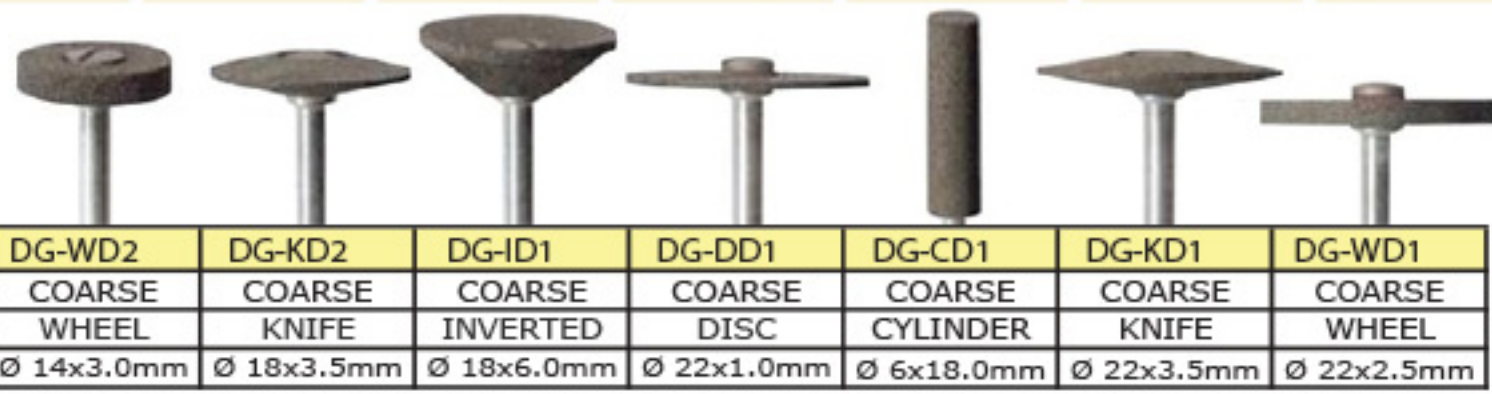 DG-WD2 DG-KD2 DG-ID1 DG-DD1 DG-CD1 DG-KD1 DG-WD1
COARSE COARSE COARSE COARSE COARSE COARSE COARSE
WHEEL KNIFE INVERTED DISC CYLINDER KNIFE WHEEL
Ø 14x3.0mm Ø 18x3.5mm Ø 18x6.0mm Ø 22x1.0mm Ø 6x18.0mm Ø 22x3.5mm Ø 22x2.5mm